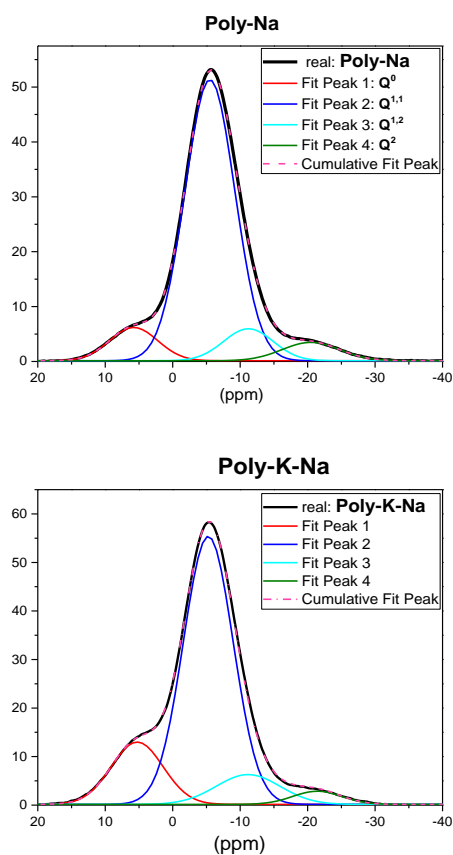 Poly-Na
real: Poly-Na
Fit Peak 1: Q⁰
Fit Peak 2: Q¹,¹
Fit Peak 3: Q¹,²
Fit Peak 4: Q²
Cumulative Fit Peak
50
40
30
20
10
0
20 10 0 -10 -20 -30 -40
(ppm)
Poly-K-Na
real: Poly-K-Na
Fit Peak 1
Fit Peak 2
Fit Peak 3
Fit Peak 4
Cumulative Fit Peak
60
50
40
30
20
10
0
20 10 0 -10 -20 -30 -40
(ppm)